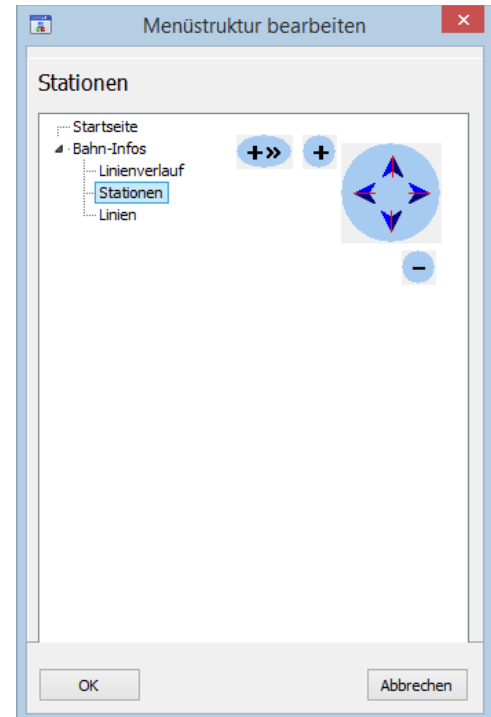 Menüstruktur bearbeiten
Stationen
Startseite
Bahn-Infos
Linienverlauf
Stationen
Linien
+»
+
-
OK
Abbrechen